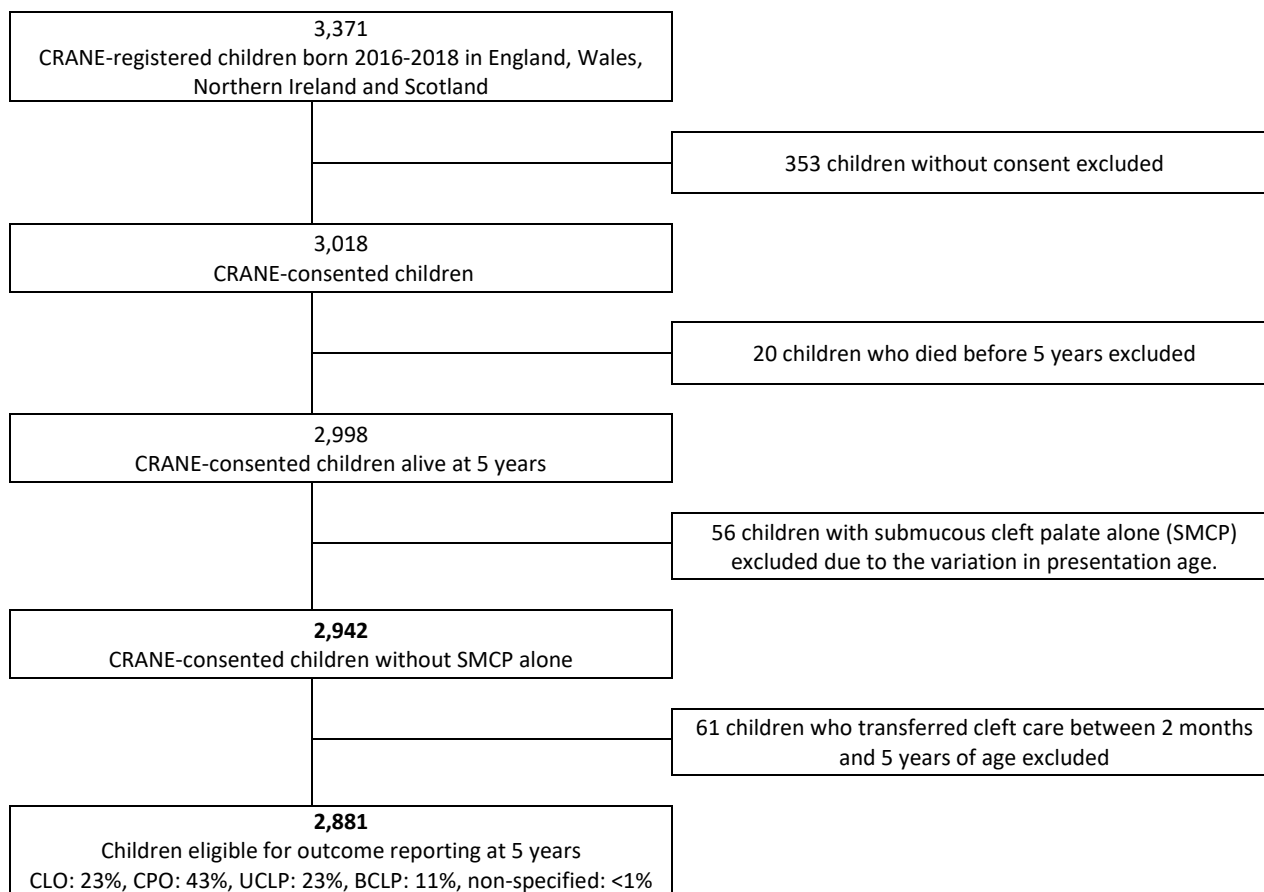 3,371
CRANE-registered children born 2016-2018 in England, Wales,
Northern Ireland and Scotland
353 children without consent excluded
3,018
CRANE-consented children
20 children who died before 5 years excluded
2,998
CRANE-consented children alive at 5 years
56 children with submucous cleft palate alone (SMCP)
excluded due to the variation in presentation age.
2,942
CRANE-consented children without SMCP alone
61 children who transferred cleft care between 2 months
and 5 years of age excluded
2,881
Children eligible for outcome reporting at 5 years
CLO: 23%, CPO: 43%, UCLP: 23%, BCLP: 11%, non-specified: <1%